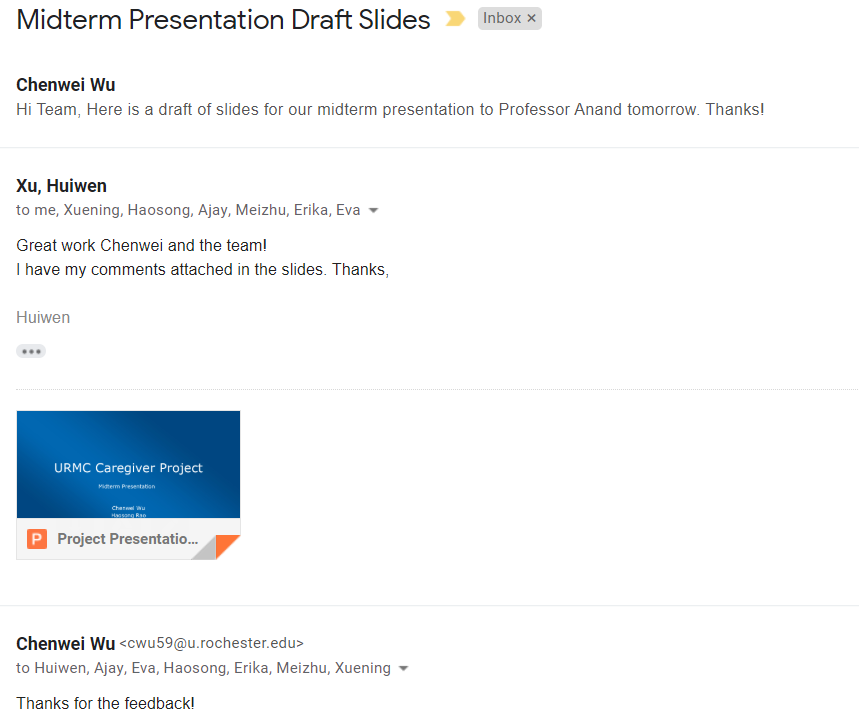 Midterm Presentation Draft Slides
Inbox ×
Chenwei Wu
Hi Team, Here is a draft of slides for our midterm presentation to Professor Anand tomorrow. Thanks!
Xu, Huiwen
to me, Xuening, Haosong, Ajay, Meizhu, Erika, Eva
Great work Chenwei and the team!
I have my comments attached in the slides. Thanks,
Huiwen
URMC Caregiver Project
Midterm Presentation
Chenwei Wu
Haosong Rao
P Project Presentatio...
Chenwei Wu <cwu59@u.rochester.edu>
to Huiwen, Ajay, Eva, Haosong, Erika, Meizhu, Xuening
Thanks for the feedback!